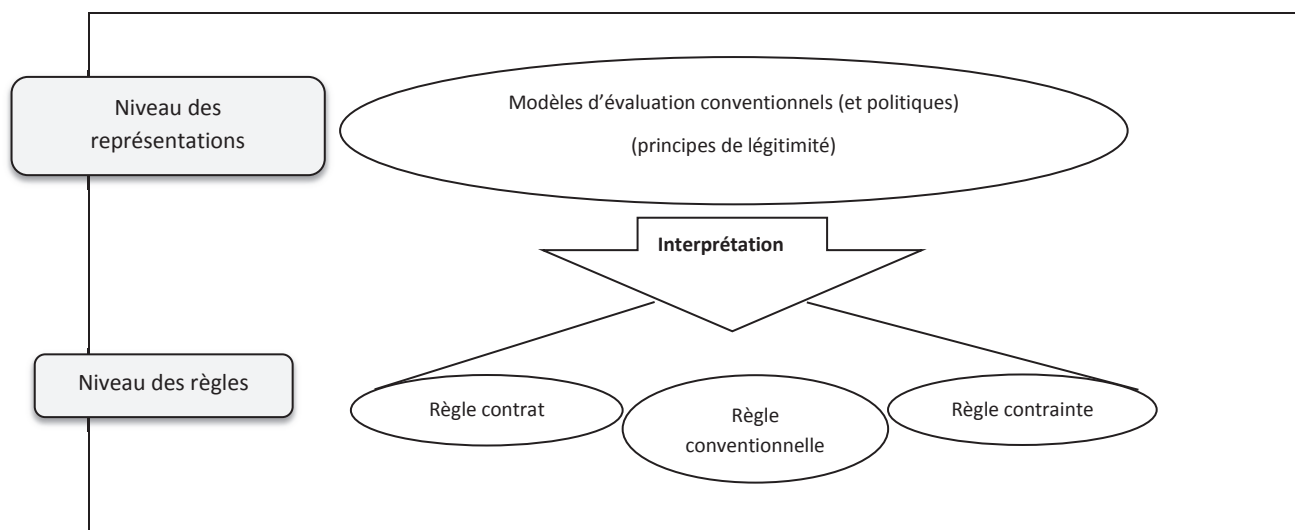 Niveau des
représentations
Modèles d’évaluation conventionnels (et politiques)
(principes de légitimité)
Interprétation
Niveau des règles
Règle contrat
Règle
conventionnelle
Règle contrainte